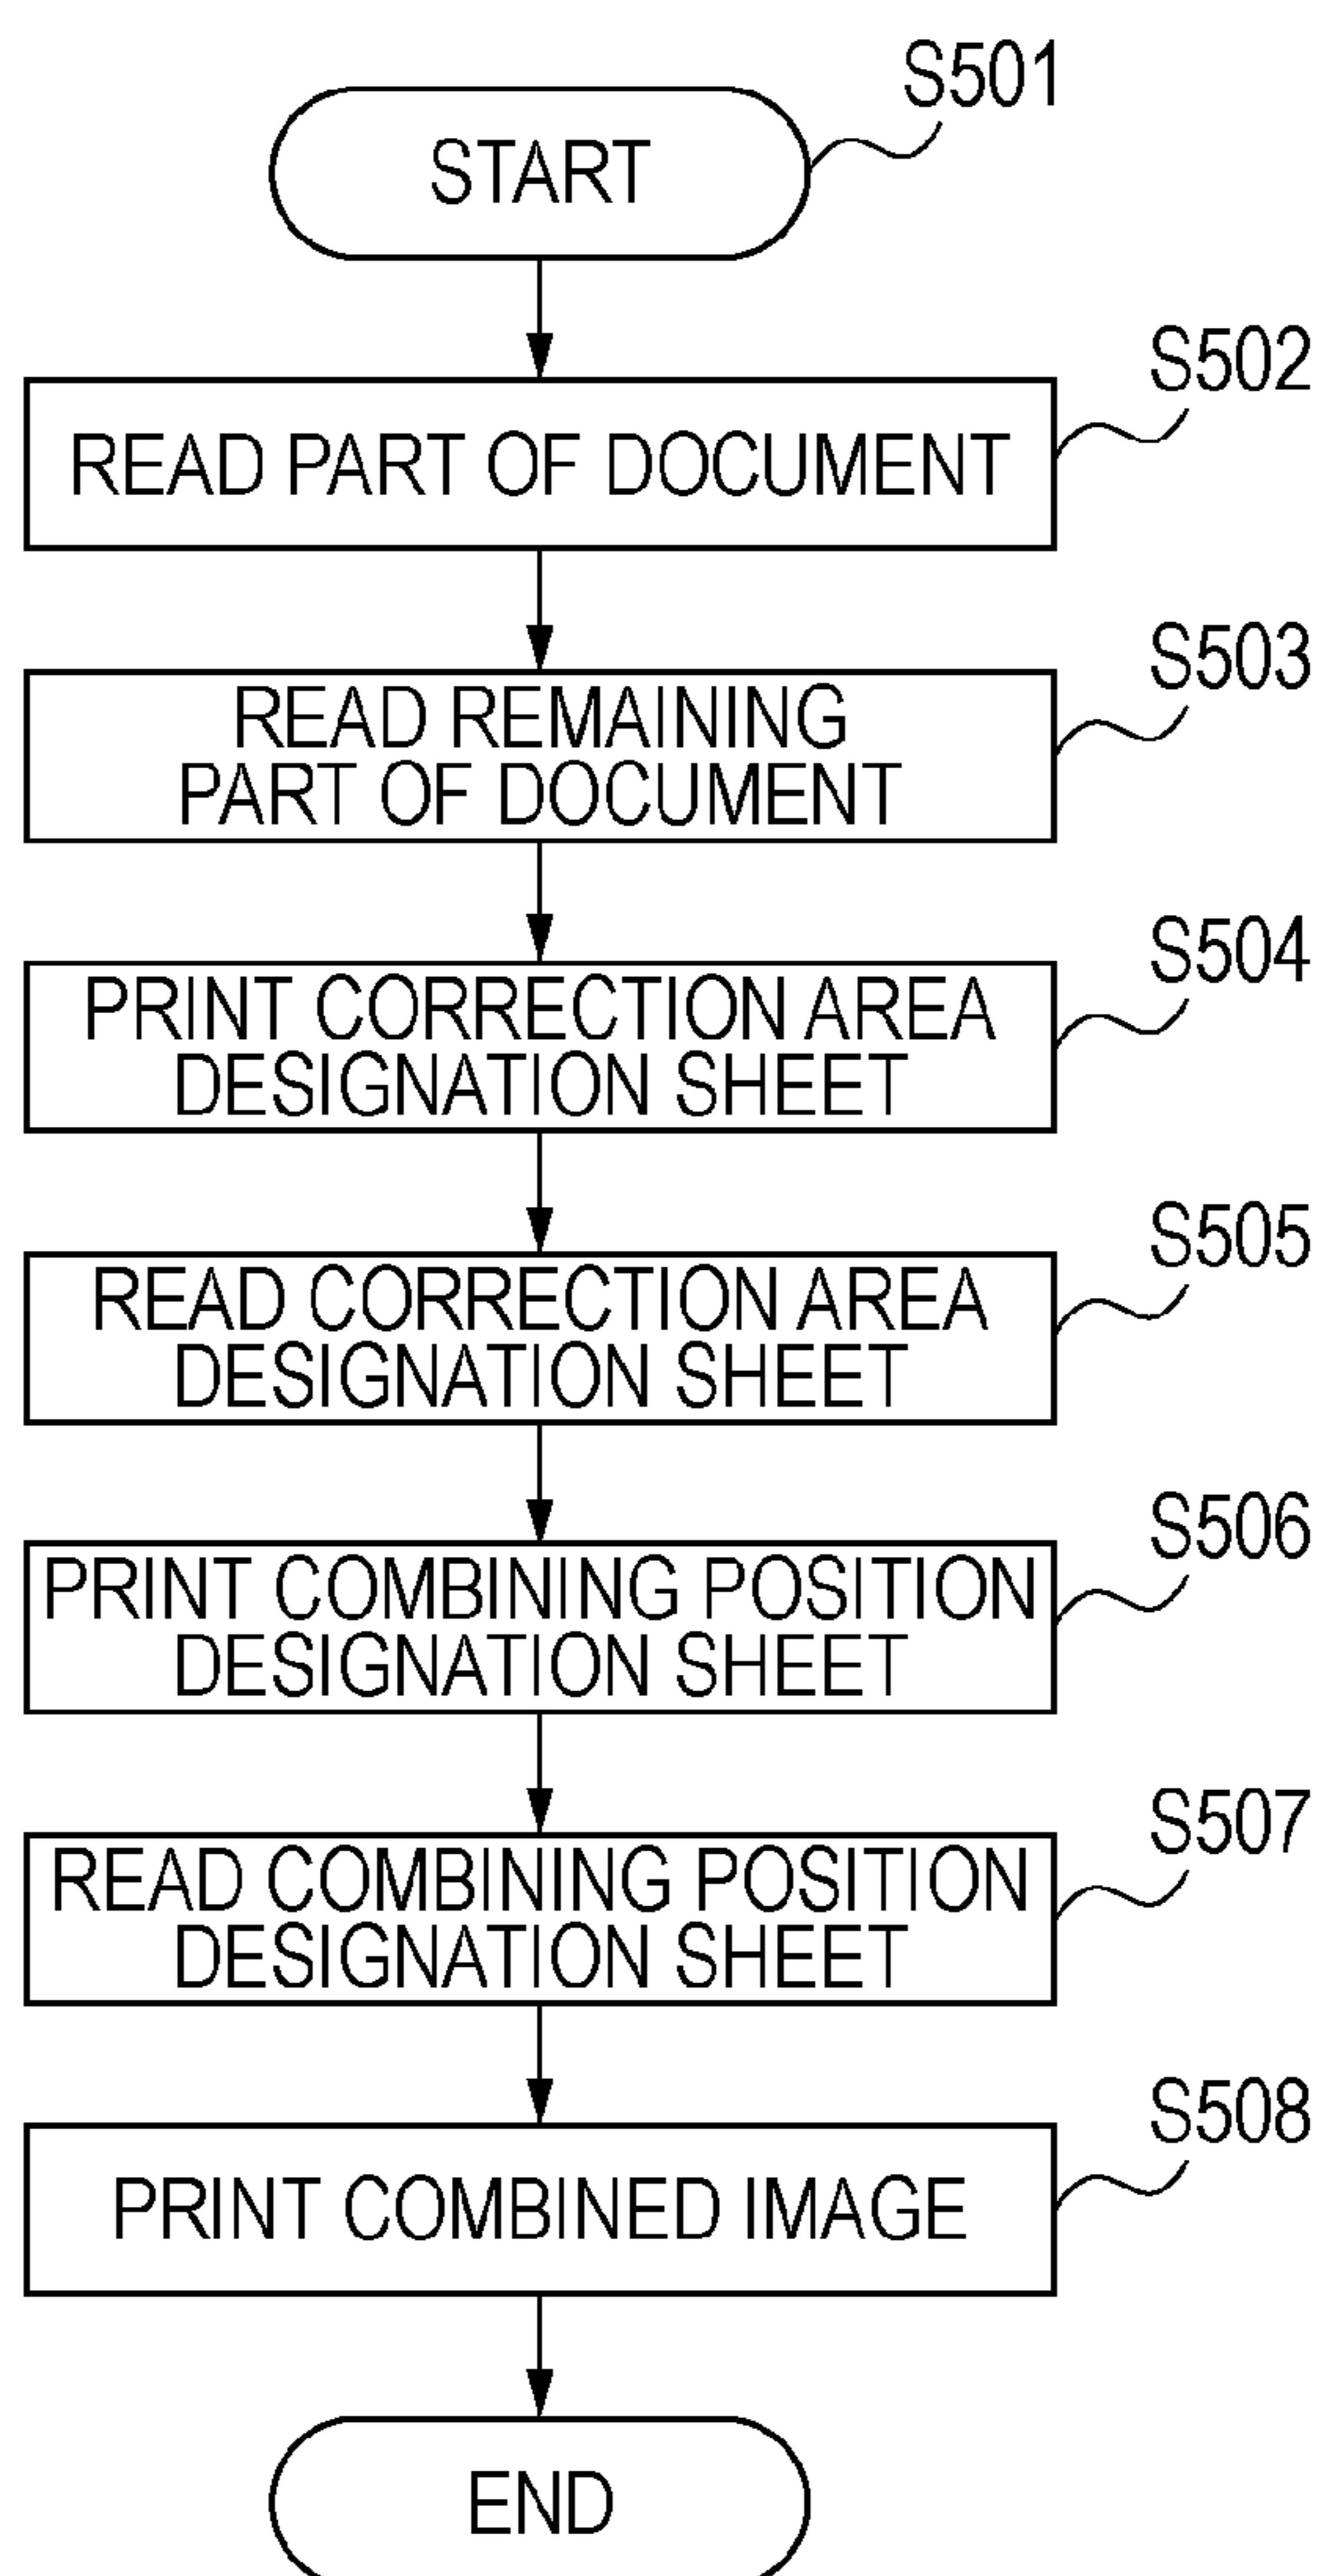 S501
START
S502
READ PART OF DOCUMENT
S503
READ REMAINING
PART OF DOCUMENT
S504
PRINT CORRECTION AREA
DESIGNATION SHEET
S505
READ CORRECTION AREA
DESIGNATION SHEET
S506
PRINT COMBINING POSITION
DESIGNATION SHEET
S507
READ COMBINING POSITION
DESIGNATION SHEET
S508
PRINT COMBINED IMAGE
END